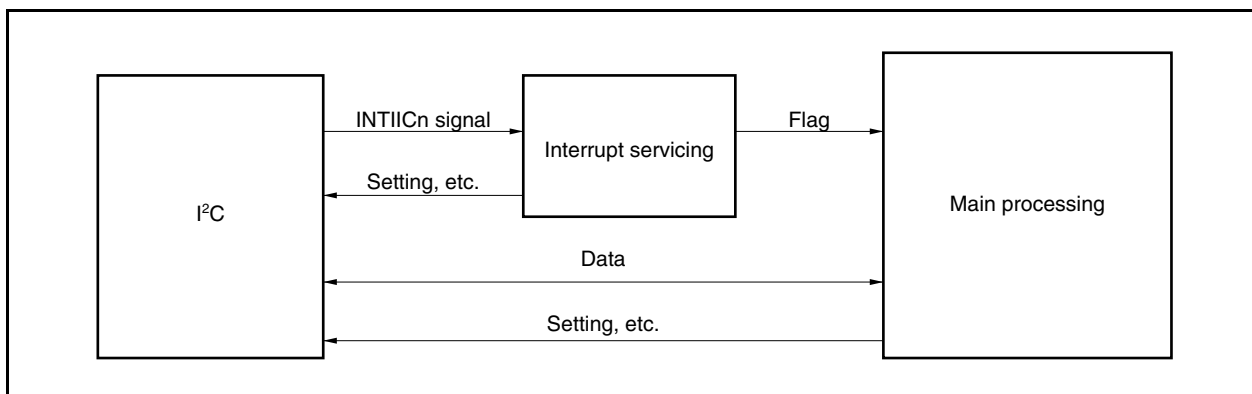 INTIICn signal
Flag
Interrupt servicing
Setting, etc.
I²C
Main processing
Data
Setting, etc.